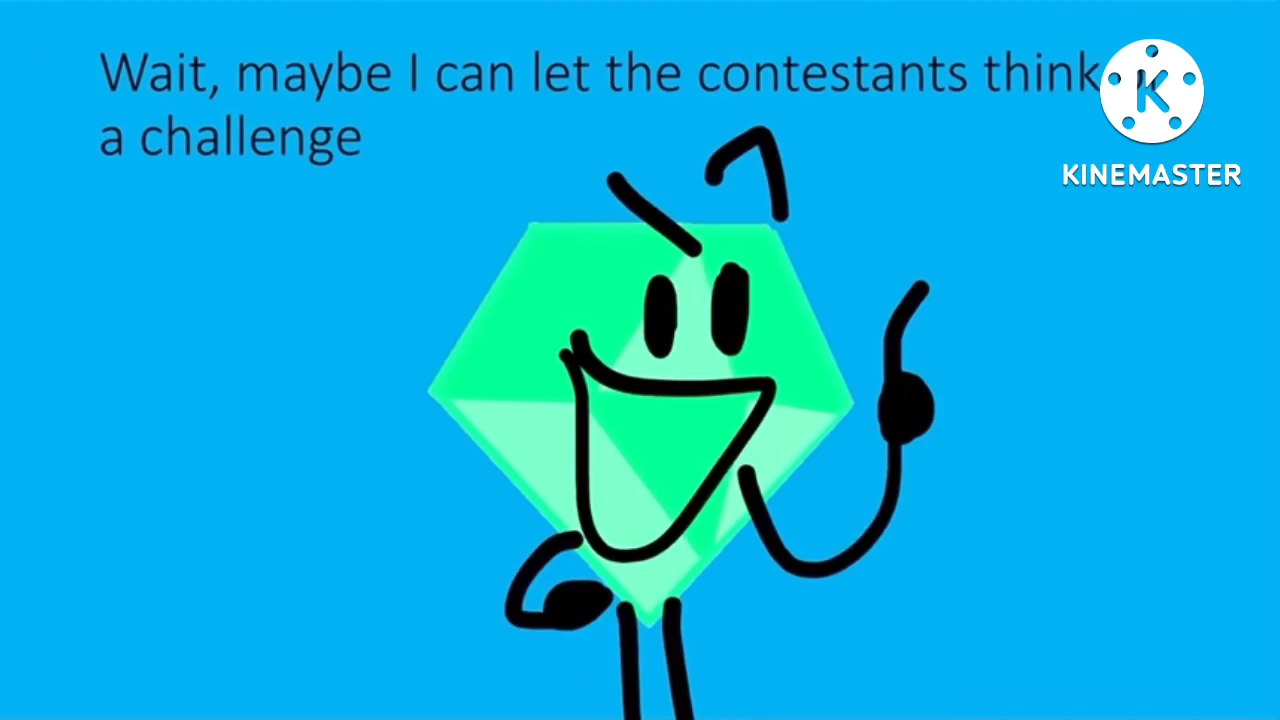 Wait, maybe I can let the contestants think
a challenge
K
KINEMASTER